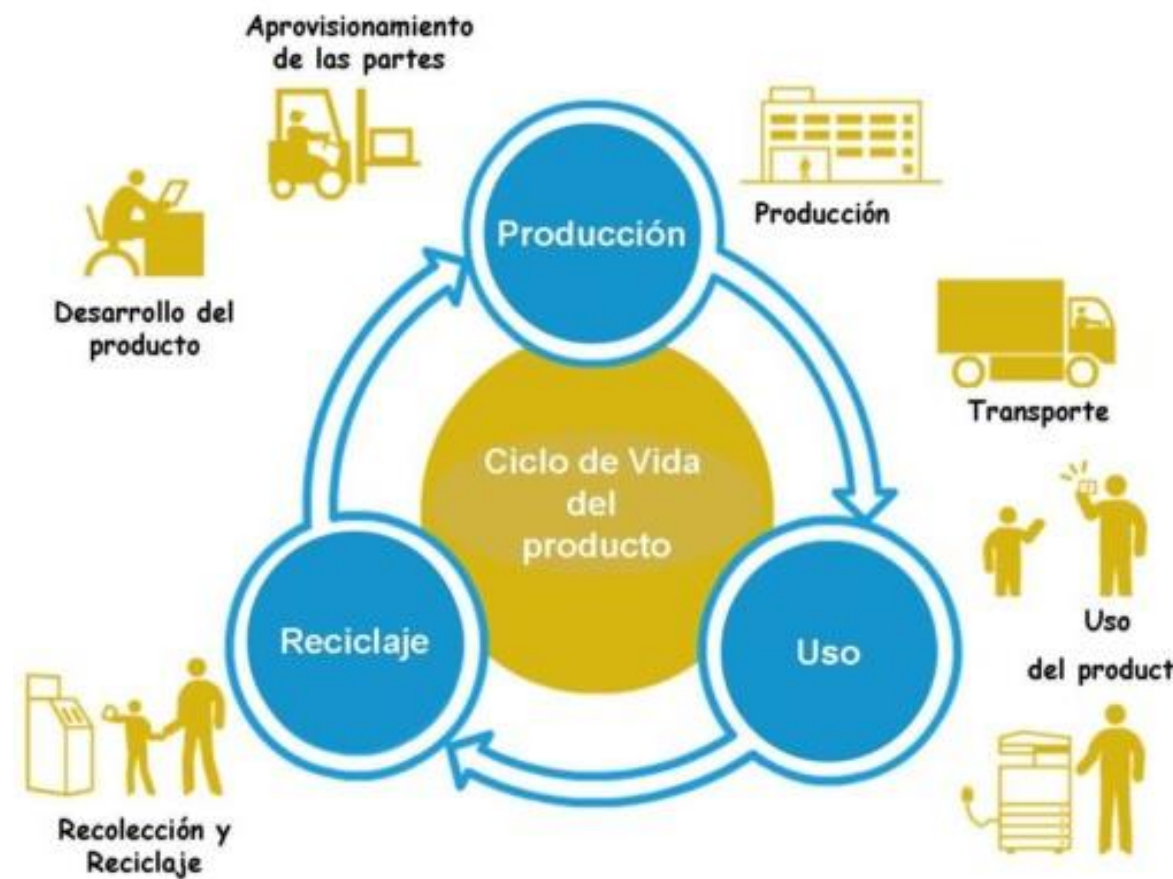 Aprovisionamiento
de las partes
Producción
Producción
Desarrollo del
producto
Transporte
Ciclo de Vida
del
producto
Uso
del product
Reciclaje
Uso
Recolección y
Reciclaje